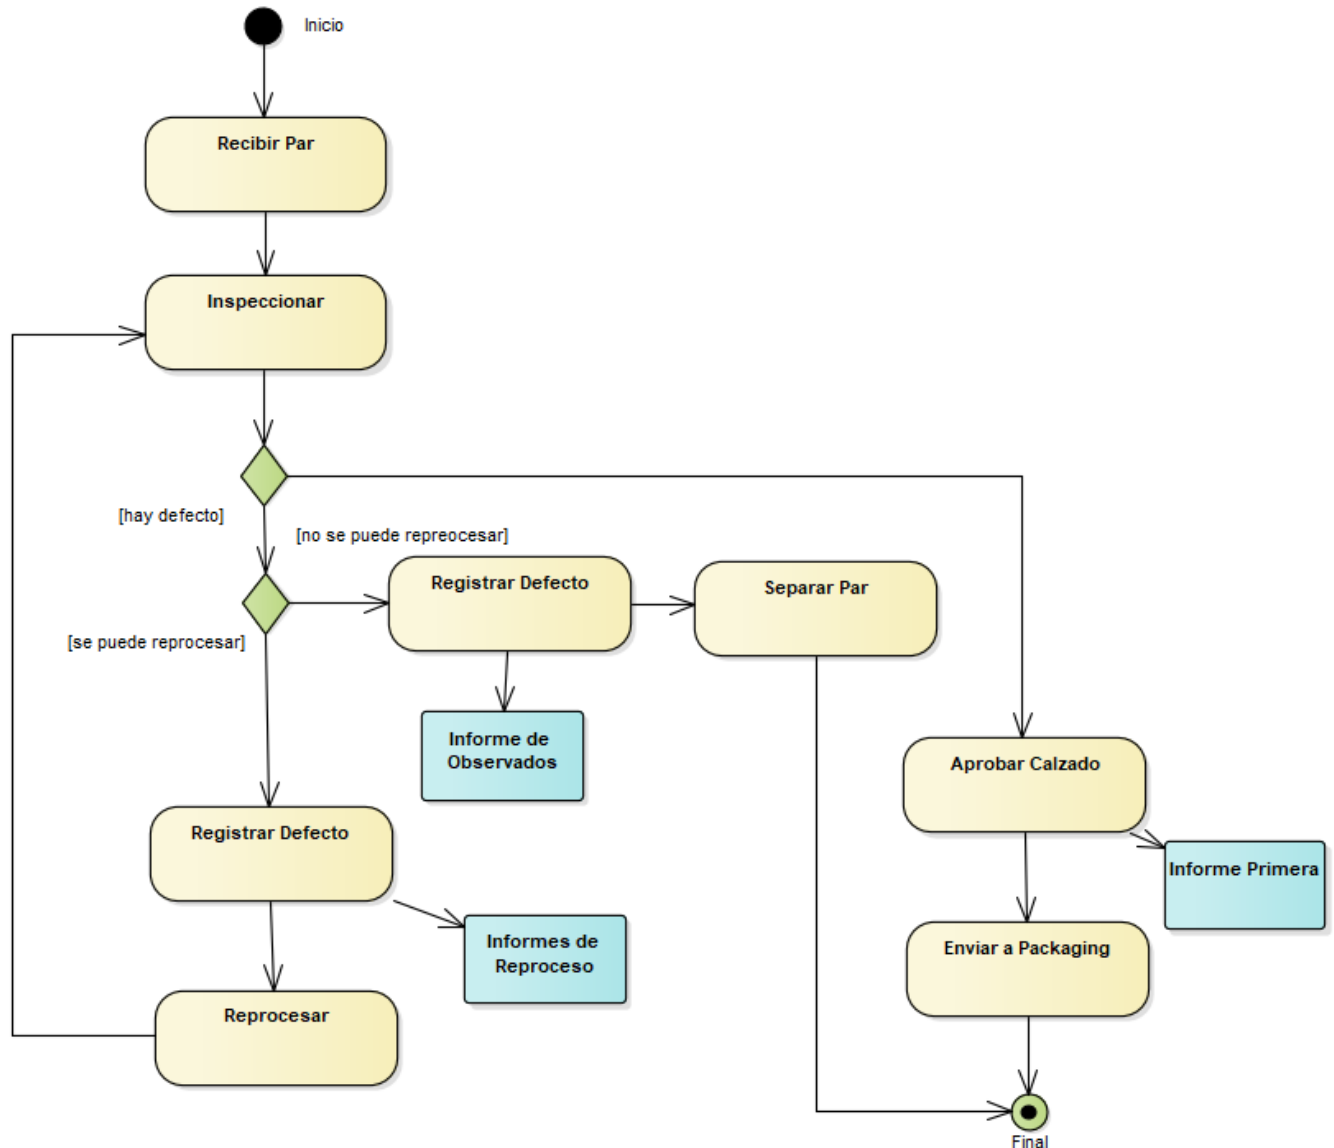 Inicio
Recibir Par
Inspeccionar
[hay defecto]
[no se puede repreocesar]
Registrar Defecto
Separar Par
[se puede reprocesar]
Informe de
Observados
Aprobar Calzado
Registrar Defecto
Informe Primera
Informes de
Reproceso
Enviar a Packaging
Reprocesar
Final